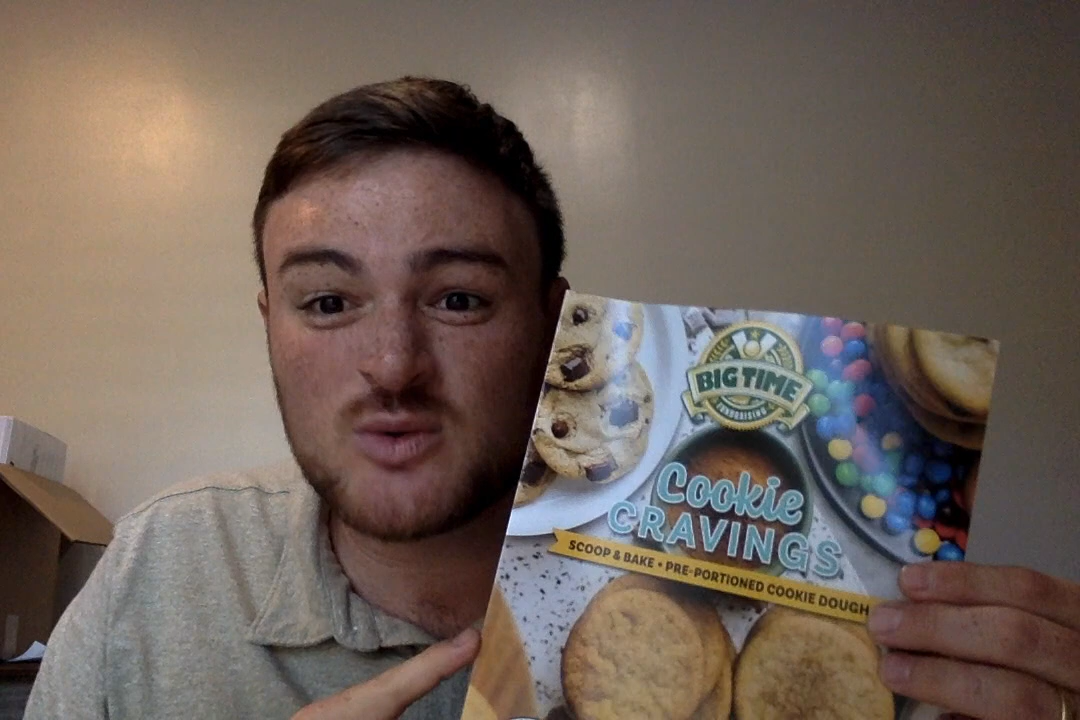 BIG TIME
FUNDRAISING
Cookie
CRAVINGS
SCOOP & BAKE • PRE-PORTIONED COOKIE DOUGH